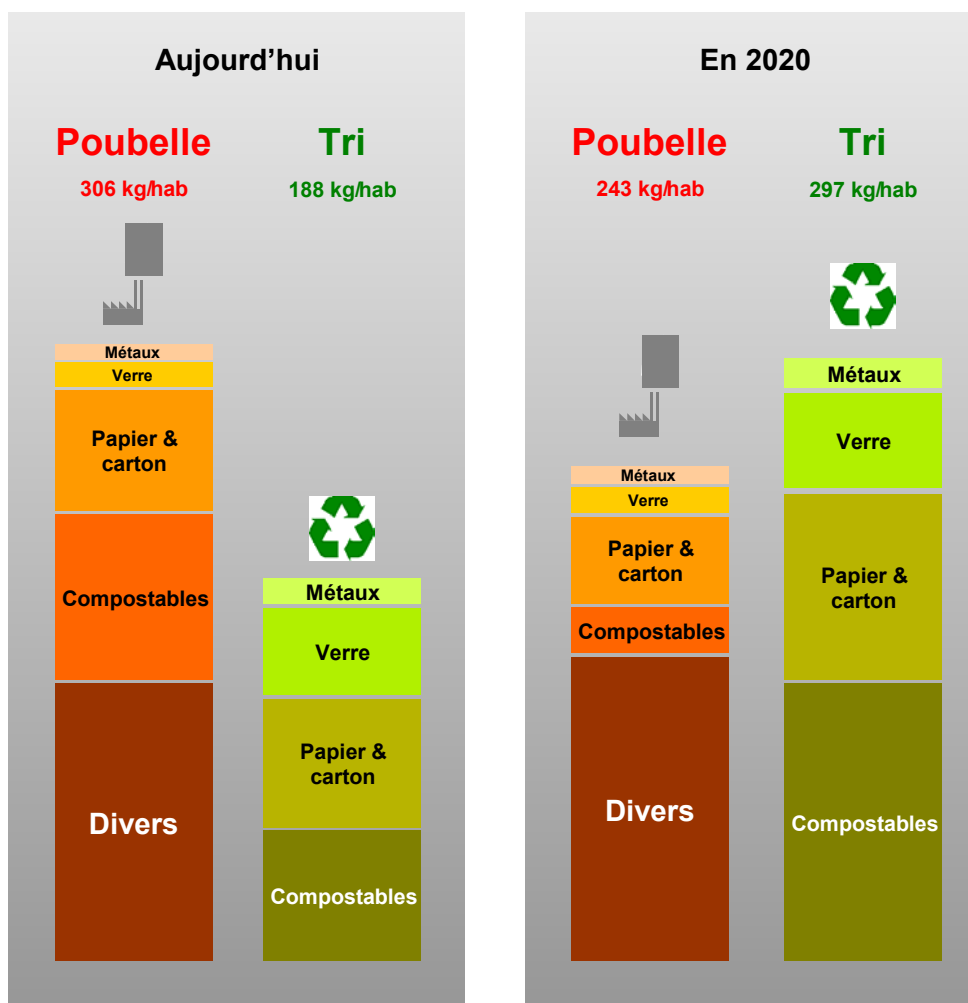 Aujourd’hui
Poubelle
306 kg/hab
Métaux
Verre
Papier &
carton
Compostables
Divers
Tri
188 kg/hab
Métaux
Verre
Papier &
carton
Compostables
En 2020
Poubelle
243 kg/hab
Métaux
Verre
Papier &
carton
Compostables
Divers
Tri
297 kg/hab
Métaux
Verre
Papier &
carton
Compostables